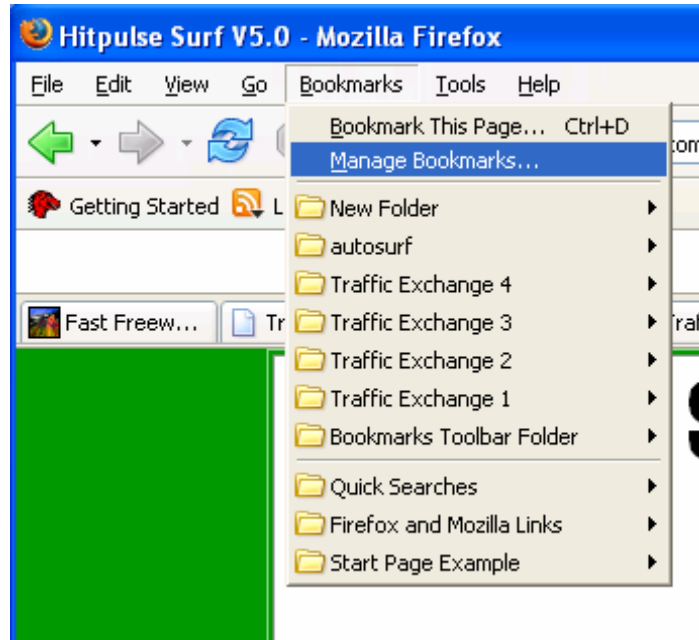 Hitpulse Surf V5.0 - Mozilla Firefox
File Edit View Go Bookmarks Tools Help
Bookmark This Page... Ctrl+D
Manage Bookmarks...
Getting Started
New Folder
autosurf
Traffic Exchange 4
Fast Freew...
Traffic Exchange 3
Traffic Exchange 2
Traffic Exchange 1
Bookmarks Toolbar Folder
Quick Searches
Firefox and Mozilla Links
Start Page Example